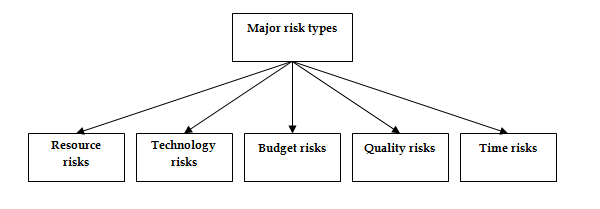 Major risk types
Resource
risks
Technology
risks
Budget risks
Quality risks
Time risks